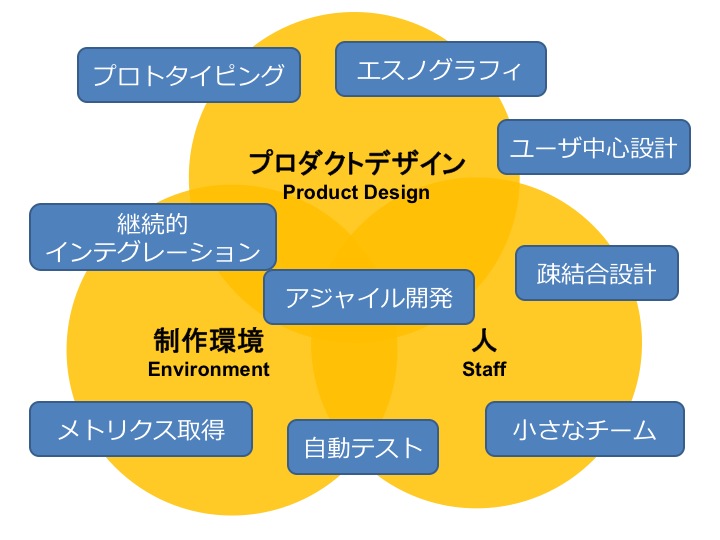 プロトタイピング
エスノグラフィ
ユーザ中心設計
プロダクトデザイン
Product Design
継続的
インテグレーション
疎結合設計
アジャイル開発
制作環境
Environment
人
Staff
メトリクス取得
自動テスト
小さなチーム